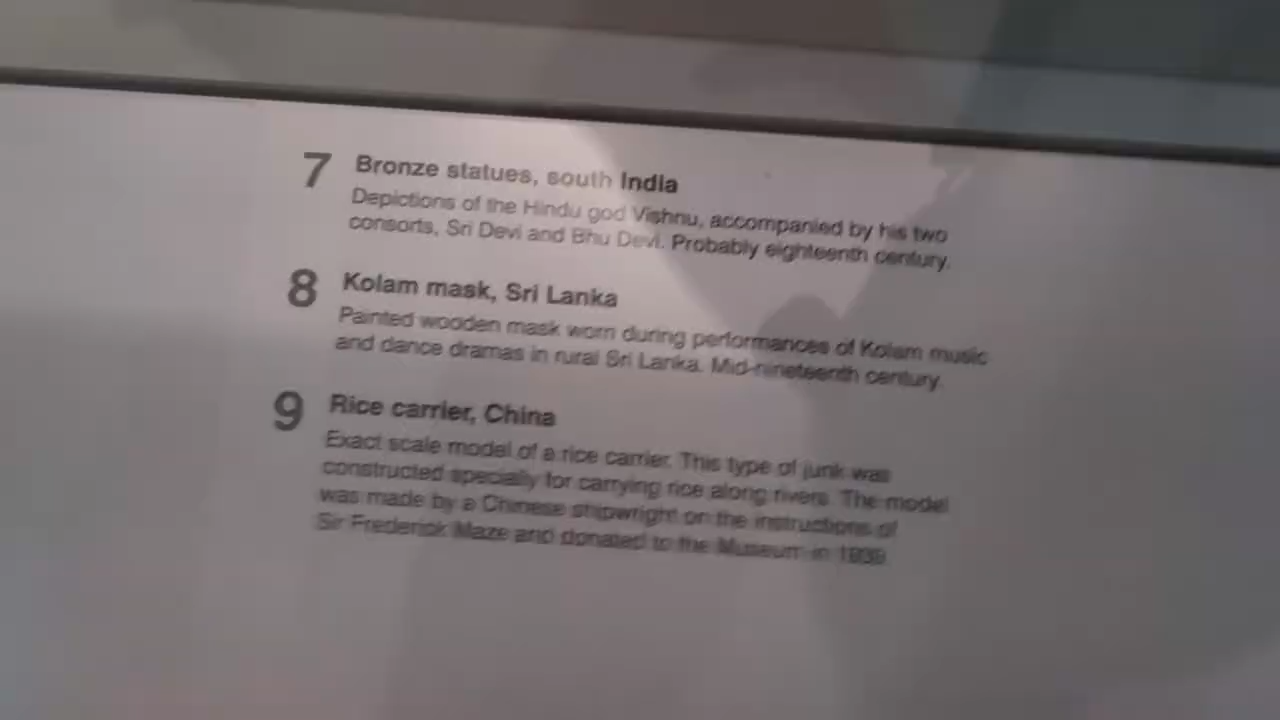 7 Bronze statues, south India
Depictions of the Hindu god Vishnu, accompanied by his two
consorts, Sri Devi and Bhu Devi. Probably eighteenth century.
8 Kolam mask, Sri Lanka
Painted wooden mask worn during performances of Kolam music
and dance dramas in rural Sri Lanka. Mid-nineteenth century.
9 Rice carrier, China
Exact scale model of a rice carrier. This type of junk was
constructed specially for carrying rice along rivers. The model
was made by a Chinese shipwright on the instructions of
Sir Frederick Maze and donated to the Museum in 1939.